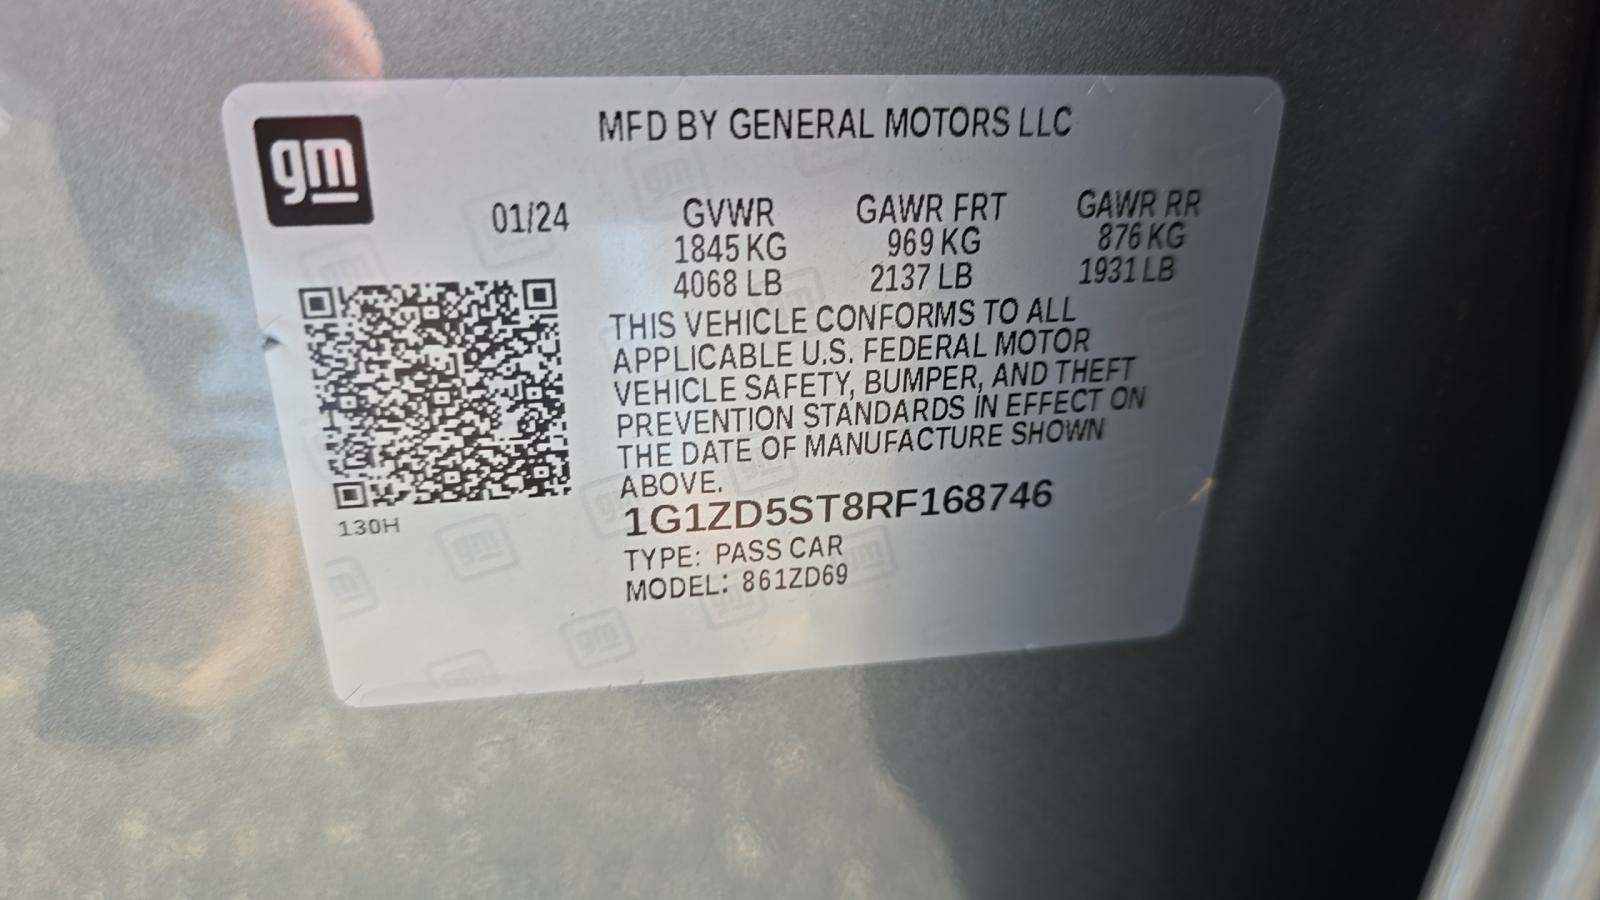 gm
MFD BY GENERAL MOTORS LLC
01/24
GVWR GAWR FRT GAWR RR
1845 KG 969 KG 876 KG
4068 LB 2137 LB 1931 LB
THIS VEHICLE CONFORMS TO ALL
APPLICABLE U.S. FEDERAL MOTOR
VEHICLE SAFETY, BUMPER, AND THEFT
PREVENTION STANDARDS IN EFFECT ON
THE DATE OF MANUFACTURE SHOWN
ABOVE.
130H
1G1ZD5ST8RF168746
TYPE: PASS CAR
MODEL: 861ZD69